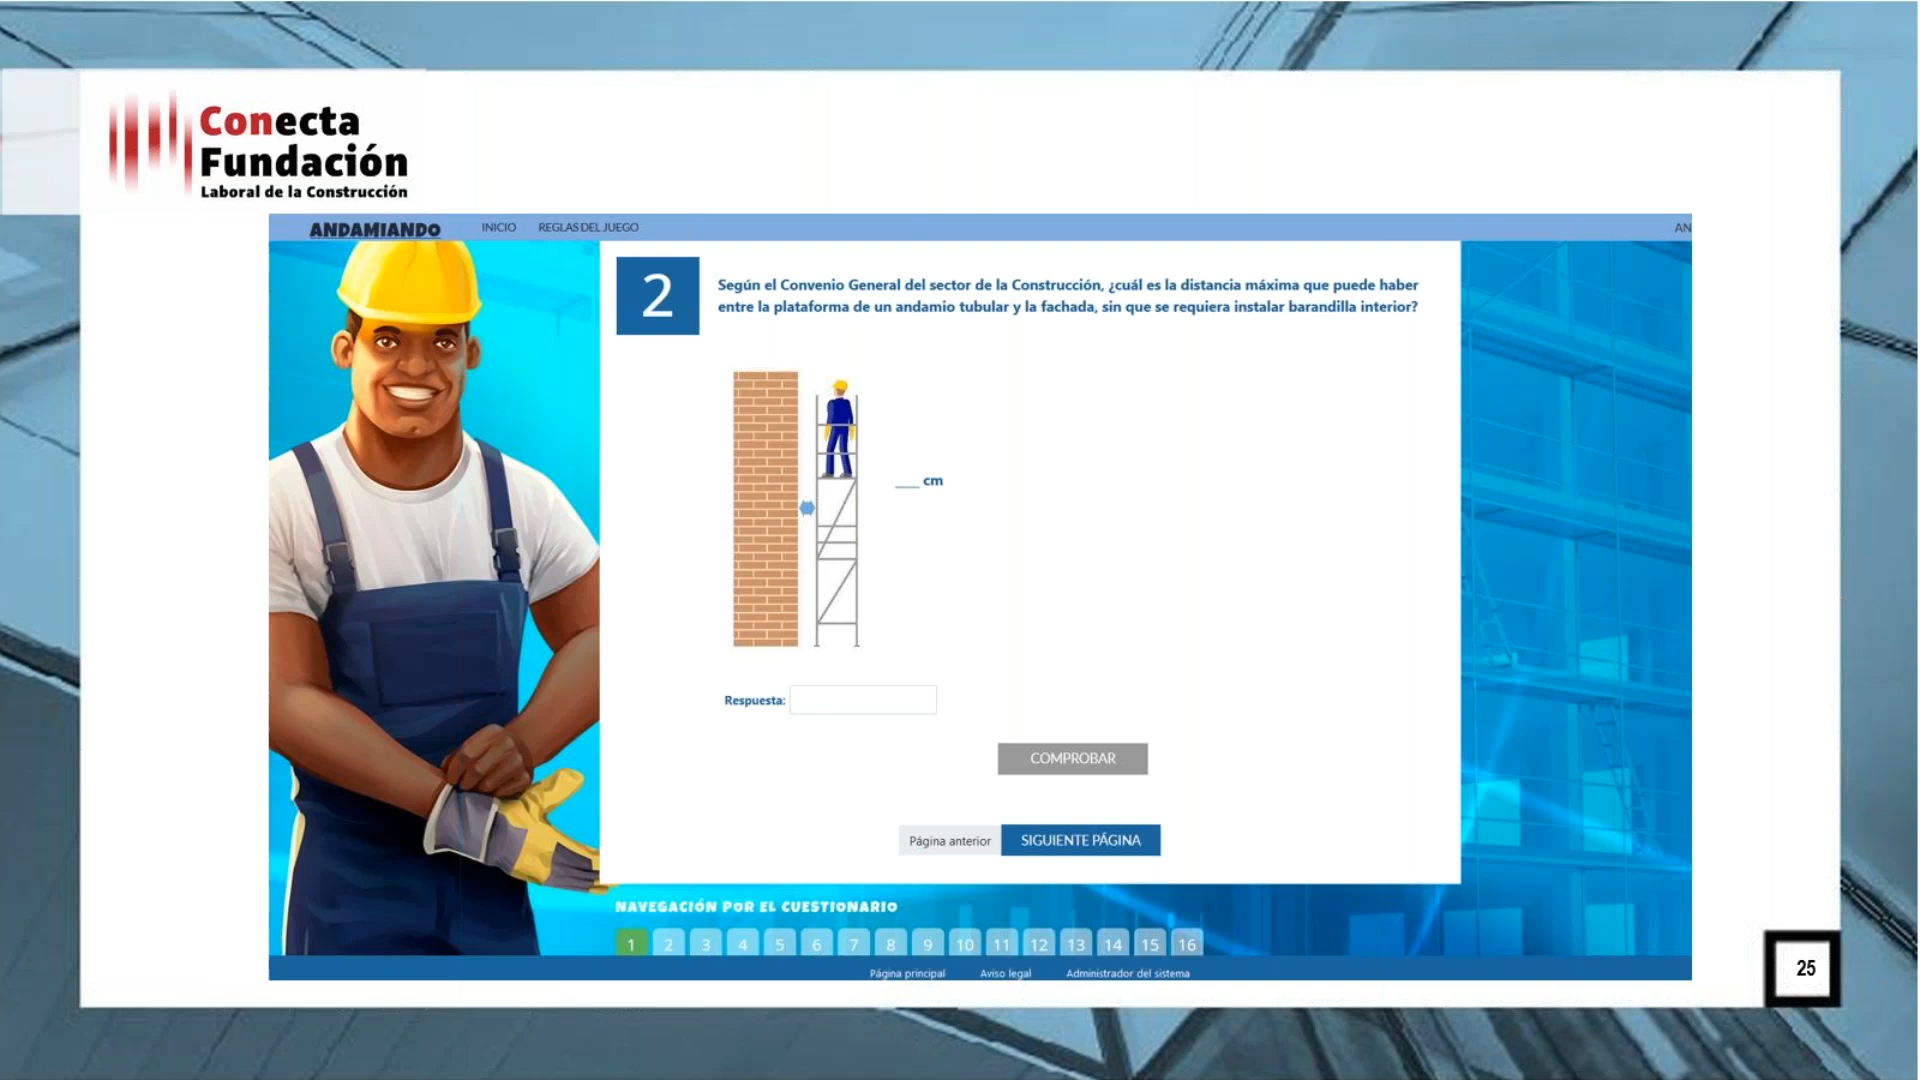 Conecta
Fundación
Laboral de la Construcción
ANDAMIANDO
INICIO
REGLAS DEL JUEGO
AN
2
Según el Convenio General del sector de la Construcción, ¿cuál es la distancia máxima que puede haber
entre la plataforma de un andamio tubular y la fachada, sin que se requiera instalar barandilla interior?
____ cm
Respuesta:
COMPROBAR
Página anterior
SIGUIENTE PÁGINA
NAVEGACIÓN POR EL CUESTIONARIO
1 2 3 4 5 6 7 8 9 10 11 12 13 14 15 16
Página principal
Aviso legal
Administrador del sistema
25